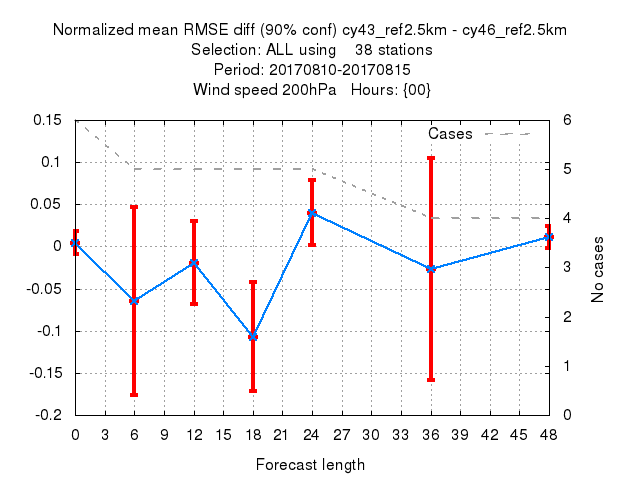 Normalized mean RMSE diff (90% conf) cy43_ref2.5km - cy46_ref2.5km
Selection: ALL using 38 stations
Period: 20170810-20170815
Wind speed 200hPa Hours: {00}
Cases
0.15
0.1
0.05
0
-0.05
-0.1
-0.15
-0.2
6
5
4
3
2
1
0
No cases
0 3 6 9 12 15 18 21 24 27 30 33 36 39 42 45 48
Forecast length